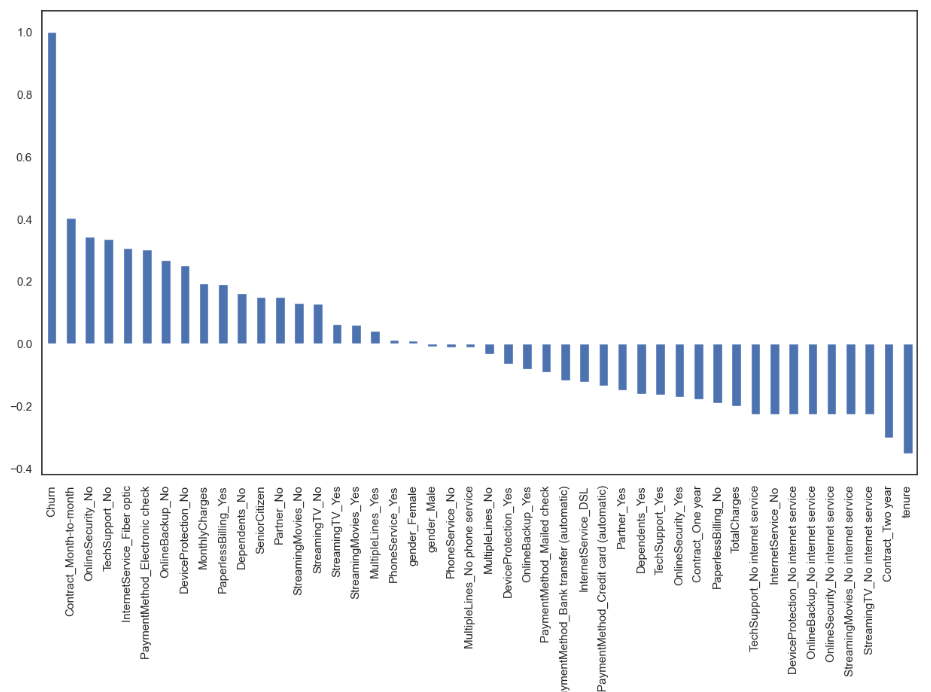 1.0
0.8
0.6
0.4
0.2
0.0
−0.2
−0.4
Churn
Contract_Month-to-month
OnlineSecurity_No
TechSupport_No
InternetService_Fiber optic
PaymentMethod_Electronic check
OnlineBackup_No
DeviceProtection_No
MonthlyCharges
PaperlessBilling_Yes
Dependents_No
SeniorCitizen
Partner_No
StreamingMovies_No
StreamingTV_No
StreamingTV_Yes
StreamingMovies_Yes
MultipleLines_Yes
PhoneService_Yes
gender_Female
gender_Male
PhoneService_No
MultipleLines_No phone service
MultipleLines_No
DeviceProtection_Yes
OnlineBackup_Yes
PaymentMethod_Mailed check
ymentMethod_Bank transfer (automatic)
InternetService_DSL
PaymentMethod_Credit card (automatic)
Partner_Yes
Dependents_Yes
TechSupport_Yes
OnlineSecurity_Yes
Contract_One year
PaperlessBilling_No
TotalCharges
TechSupport_No internet service
InternetService_No
DeviceProtection_No internet service
OnlineBackup_No internet service
OnlineSecurity_No internet service
StreamingMovies_No internet service
StreamingTV_No internet service
Contract_Two year
tenure